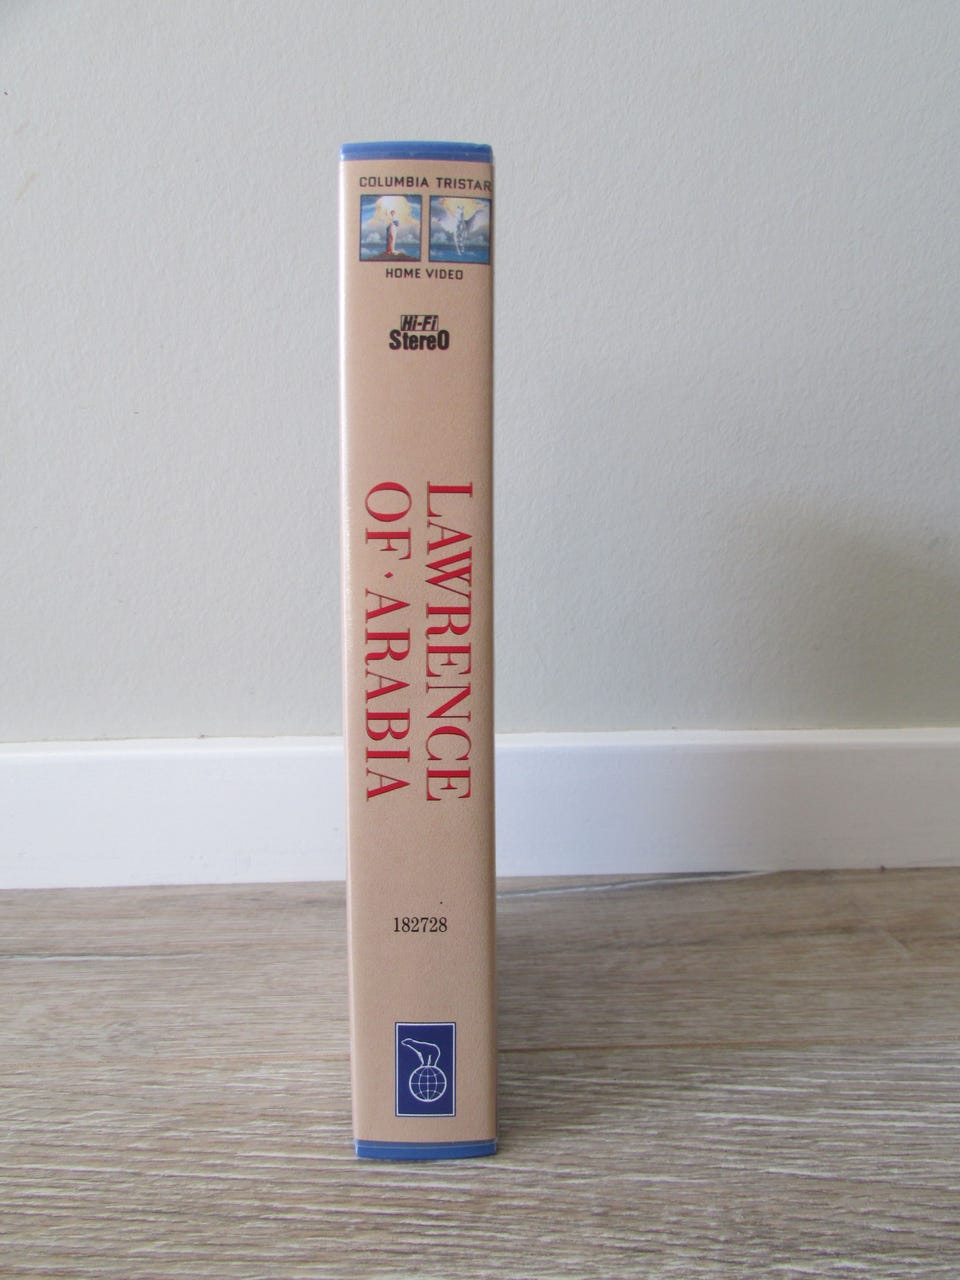 COLUMBIA TRISTAR
HOME VIDEO
Hi-Fi
Stereo
LAWRENCE
OF · ARABIA
182728